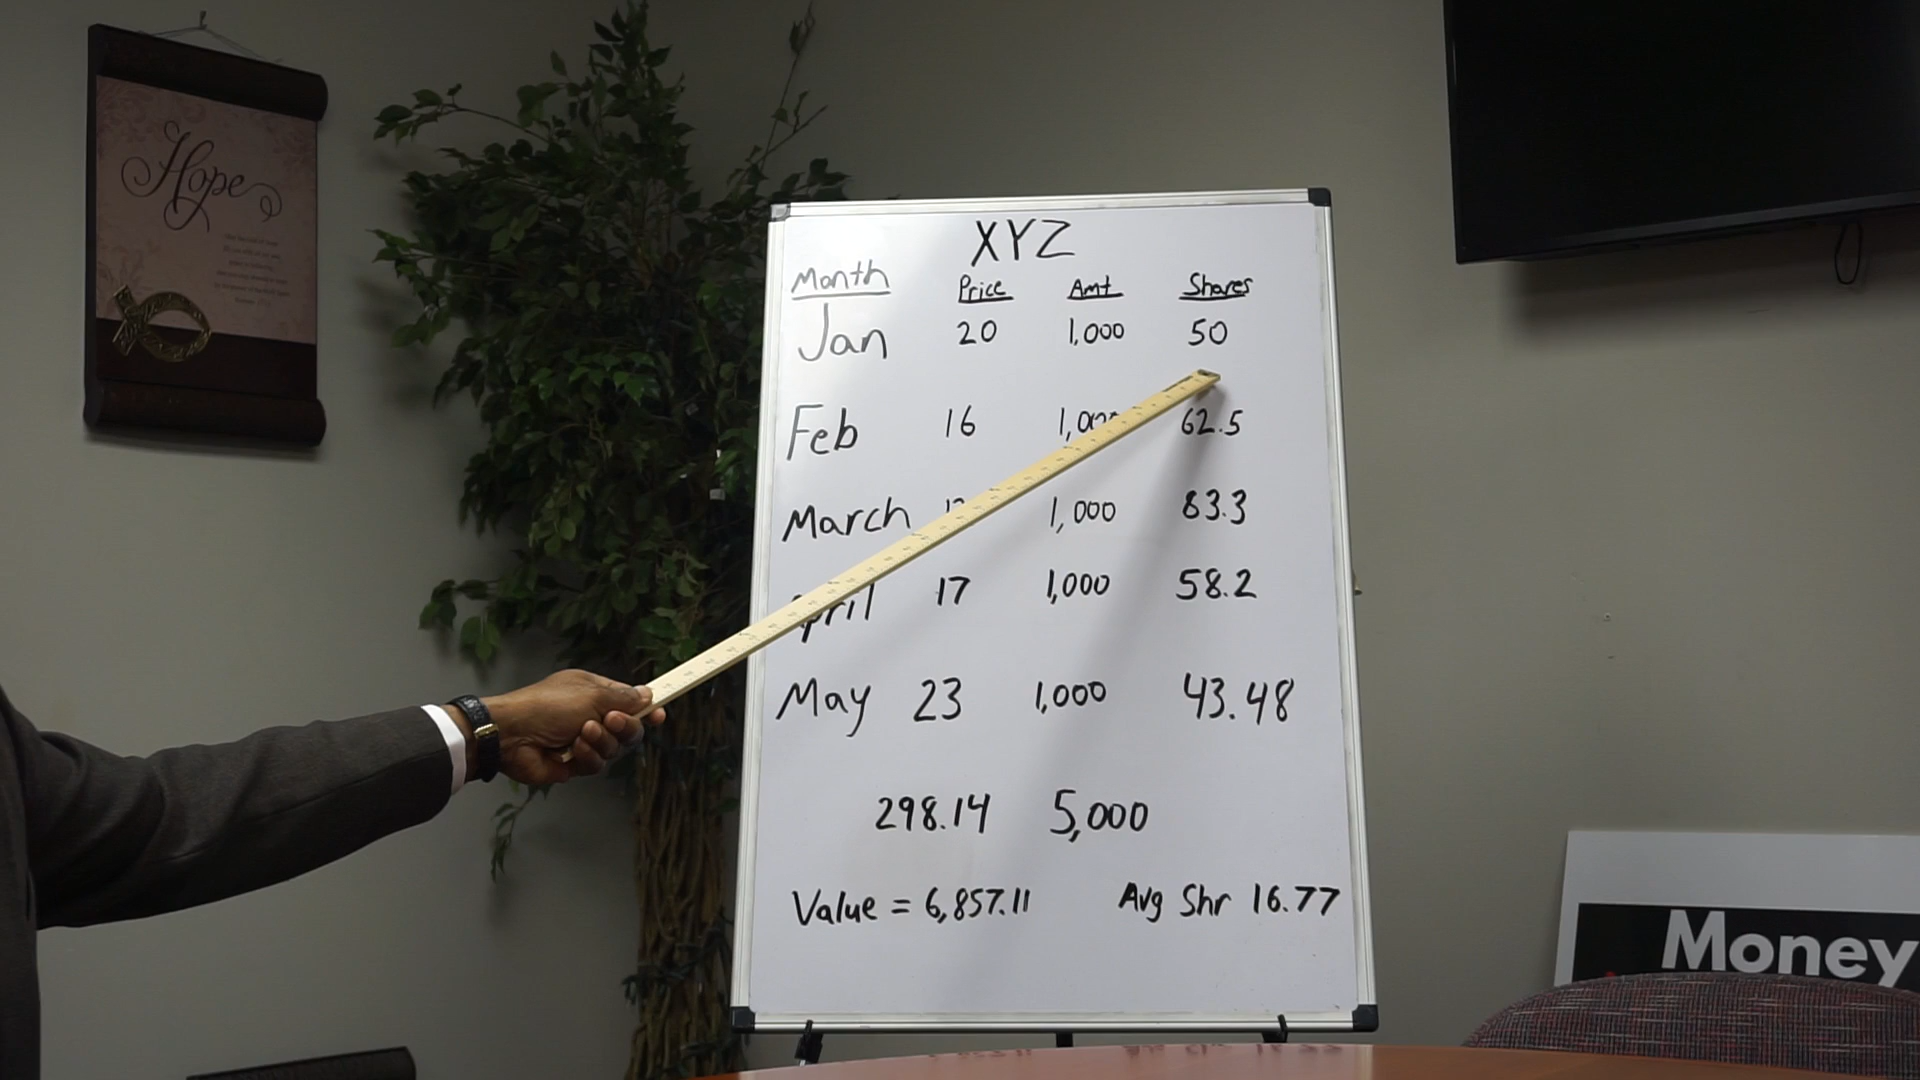 Hope
XYZ
Month Price Amt Shares
Jan 20 1,000 50
Feb 16 62.5
March 1,000 83.3
17 1,000 58.2
May 23 1,000 43.48
298.14 5,000
Value = 6,857.11 Avg Shr 16.77
Money